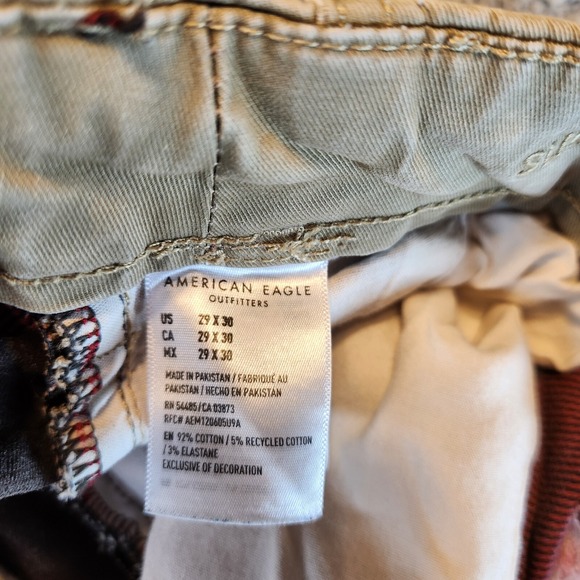 AMERICAN EAGLE
OUTFITTERS
US 29 X 30
CA 29 X 30
MX 29 X 30
MADE IN PAKISTAN / FABRIQUÉ AU
PAKISTAN / HECHO EN PAKISTAN
RN 54485/CA 03873
RFC# AEMT20605U9A
EN 92% COTTON / 5% RECYCLED COTTON
/ 3% ELASTANE
EXCLUSIVE OF DECORATION